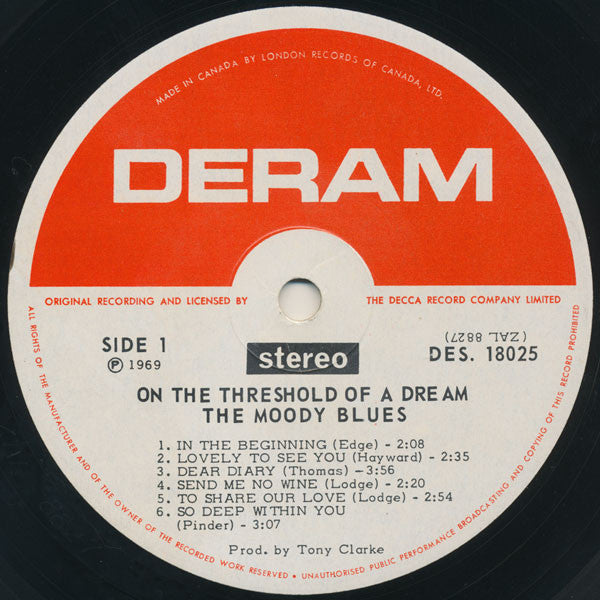 MADE IN CANADA BY LONDON RECORDS OF CANADA, LTD.
DERAM
ORIGINAL RECORDING AND LICENSED BY THE DECCA RECORD COMPANY LIMITED
SIDE 1
℗ 1969
stereo
(ZAL 8827)
DES. 18025
ON THE THRESHOLD OF A DREAM
THE MOODY BLUES
1. IN THE BEGINNING (Edge) - 2:08
2. LOVELY TO SEE YOU (Hayward) - 2:35
3. DEAR DIARY (Thomas) —3:56
4. SEND ME NO WINE (Lodge) - 2:20
5. TO SHARE OUR LOVE (Lodge) - 2:54
6. SO DEEP WITHIN YOU
(Pinder) - 3:07
Prod. by Tony Clarke
ALL RIGHTS OF THE MANUFACTURER AND OF THE OWNER OF THE RECORDED WORK RESERVED • UNAUTHORISED PUBLIC PERFORMANCE BROADCASTING AND COPYING OF THIS RECORD PROHIBITED